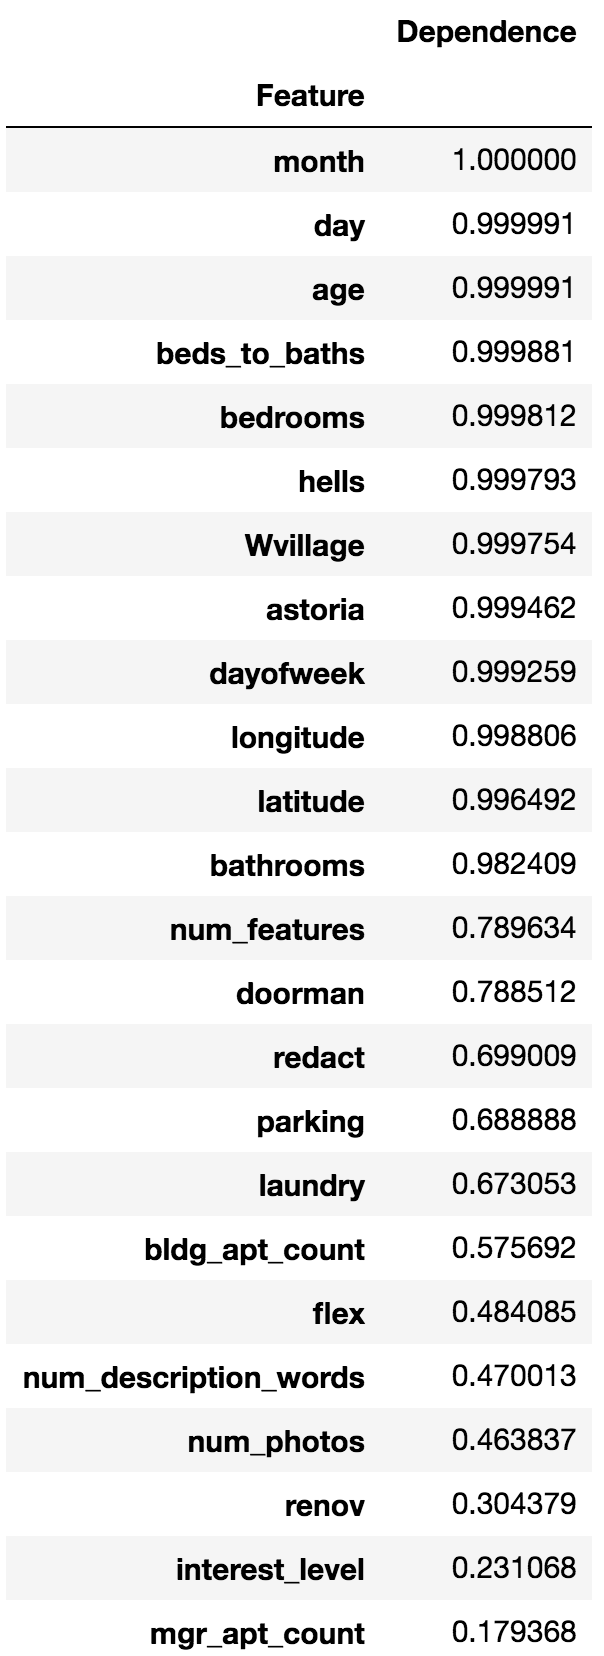 Dependence
Feature
month 1.000000
day 0.999991
age 0.999991
beds_to_baths 0.999881
bedrooms 0.999812
hells 0.999793
Wvillage 0.999754
astoria 0.999462
dayofweek 0.999259
longitude 0.998806
latitude 0.996492
bathrooms 0.982409
num_features 0.789634
doorman 0.788512
redact 0.699009
parking 0.688888
laundry 0.673053
bldg_apt_count 0.575692
flex 0.484085
num_description_words 0.470013
num_photos 0.463837
renov 0.304379
interest_level 0.231068
mgr_apt_count 0.179368